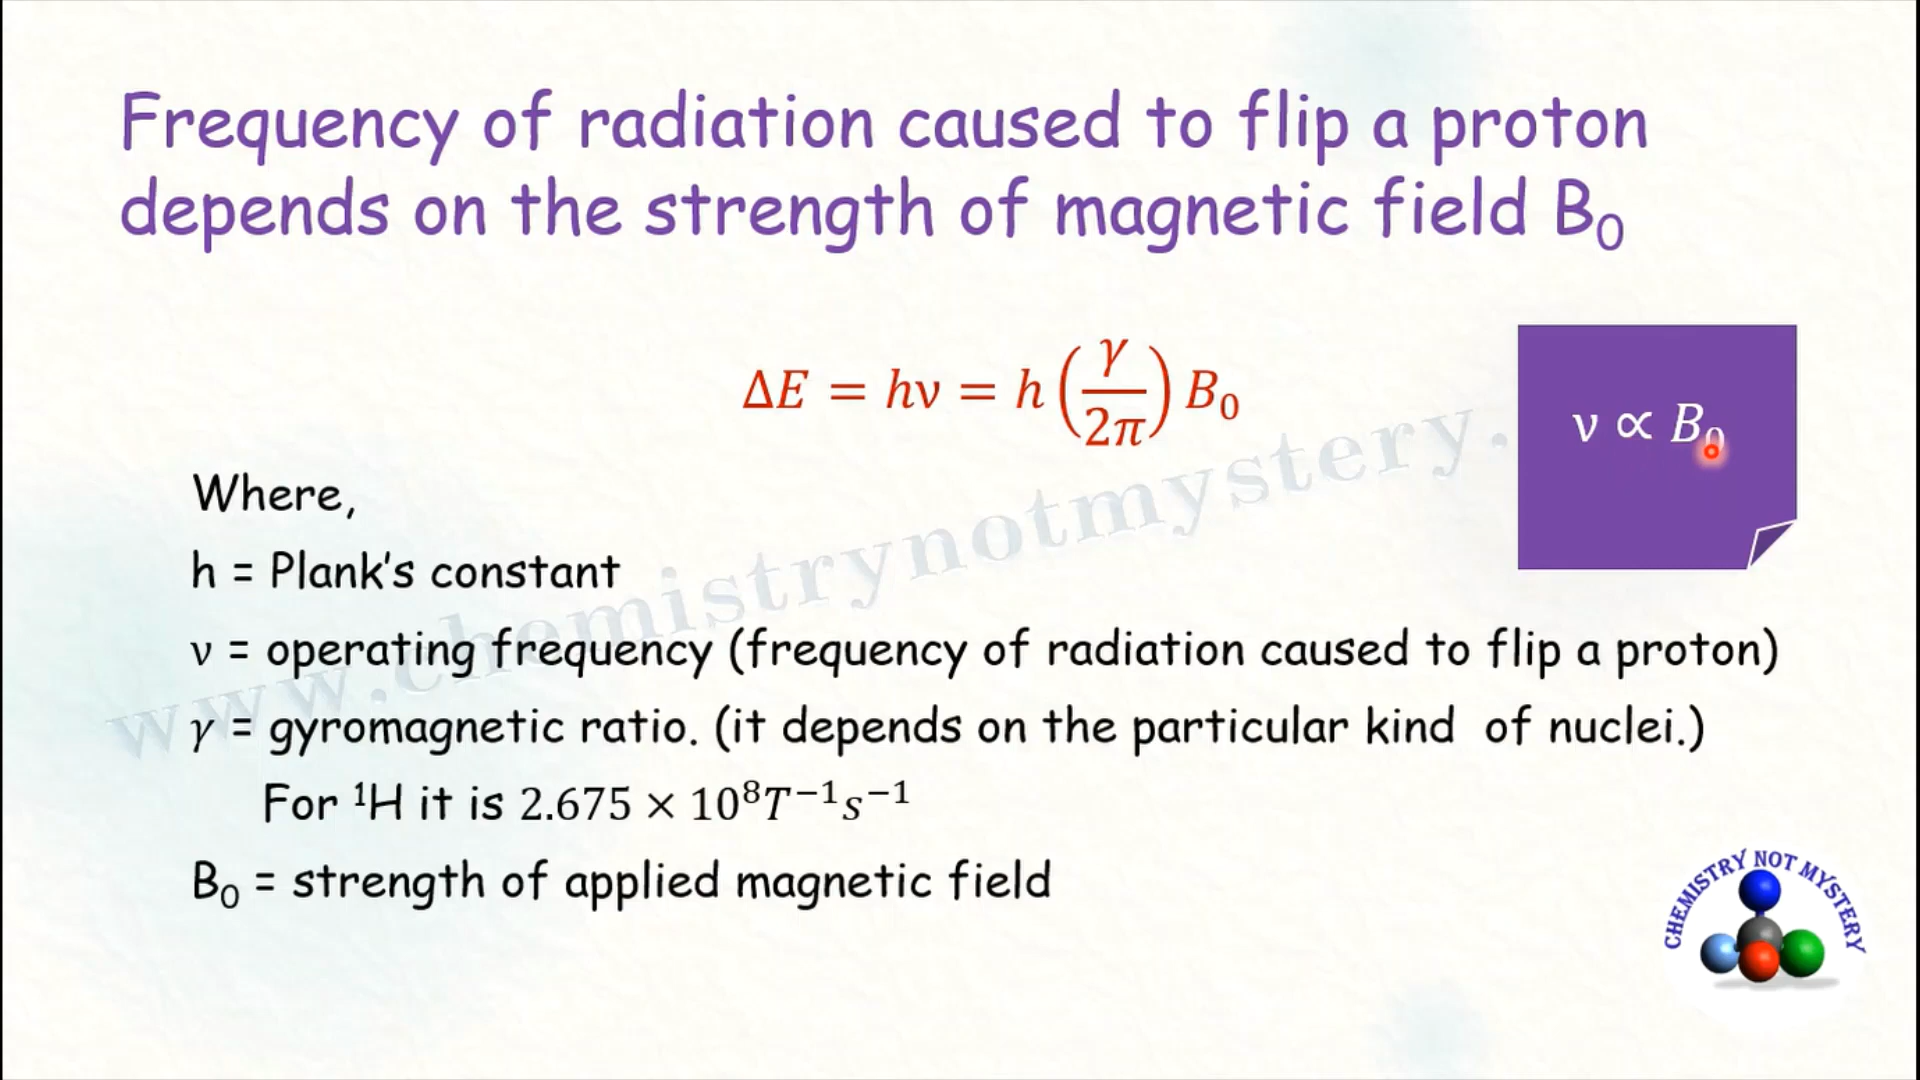 Frequency of radiation caused to flip a proton
depends on the strength of magnetic field B₀
ΔE = hν = h(γ/2π)B₀
ν ∝ B₀
Where,
h = Plank's constant
ν = operating frequency (frequency of radiation caused to flip a proton)
γ = gyromagnetic ratio. (it depends on the particular kind of nuclei.)
For ¹H it is 2.675 × 10⁸T⁻¹s⁻¹
B₀ = strength of applied magnetic field
www.chemistrynotmystery.
CHEMISTRY NOT MYSTERY